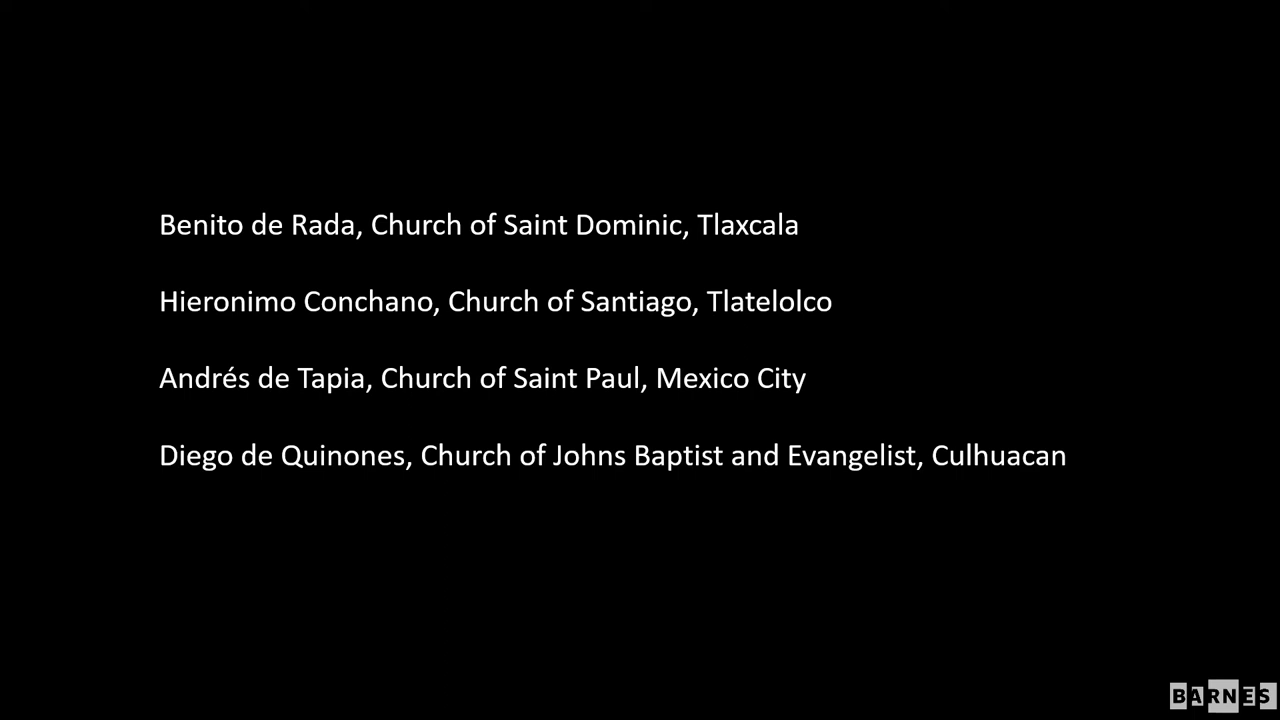 Benito de Rada, Church of Saint Dominic, Tlaxcala
Hieronimo Conchano, Church of Santiago, Tlatelolco
Andrés de Tapia, Church of Saint Paul, Mexico City
Diego de Quinones, Church of Johns Baptist and Evangelist, Culhuacan
BARNES